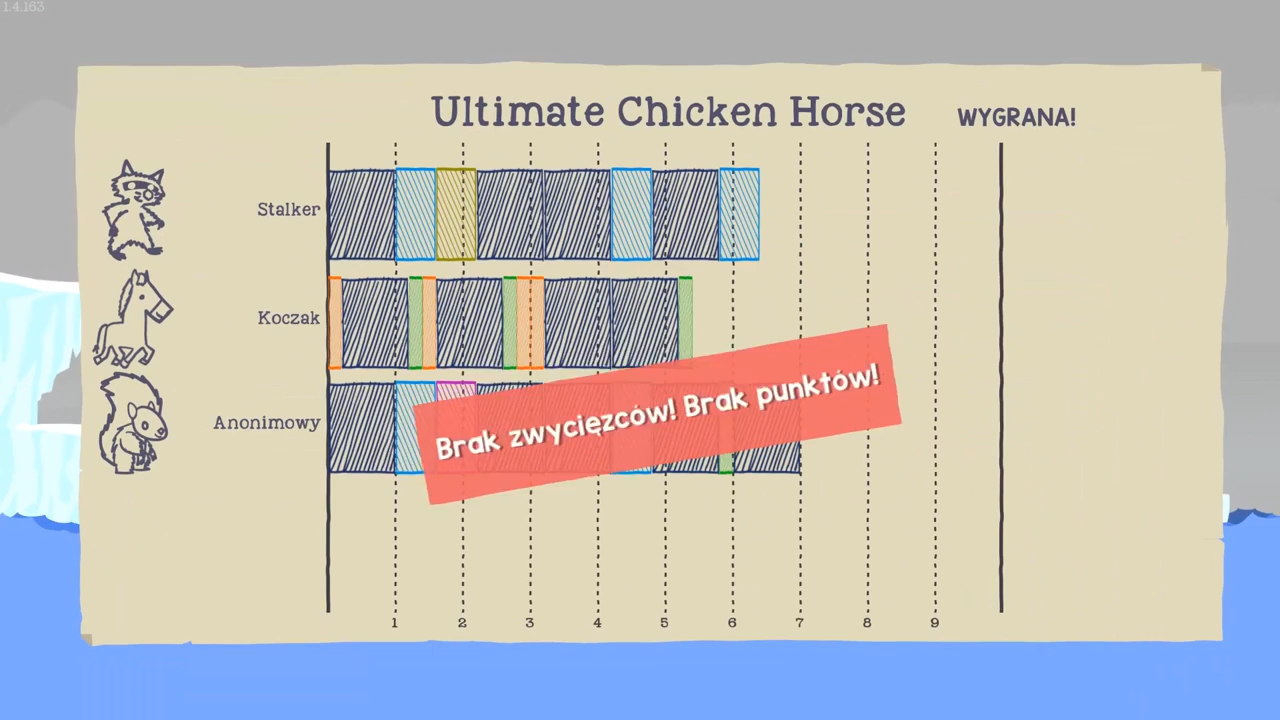 1.4.163
Ultimate Chicken Horse
WYGRANA!
Stalker
Koczak
Anonimowy
Brak zwycięzców! Brak punktów!
1 2 3 4 5 6 7 8 9